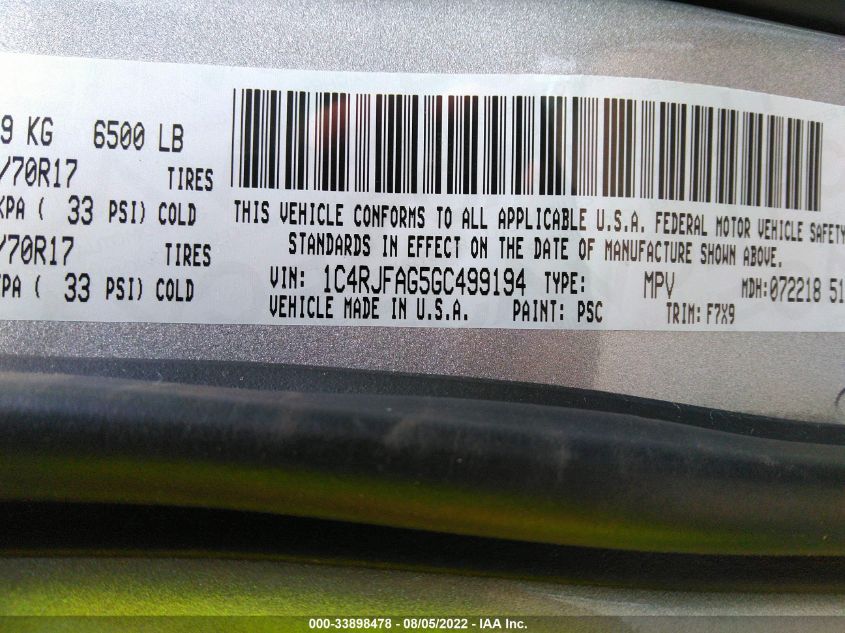 9 KG 6500 LB
/70R17 TIRES
KPA ( 33 PSI) COLD
/70R17 TIRES
PA ( 33 PSI) COLD
THIS VEHICLE CONFORMS TO ALL APPLICABLE U.S.A. FEDERAL MOTOR VEHICLE SAFETY
STANDARDS IN EFFECT ON THE DATE OF MANUFACTURE SHOWN ABOVE.
VIN: 1C4RJFAG5GC499194 TYPE: MPV MDH:072218 51
VEHICLE MADE IN U.S.A. PAINT: PSC TRIM: F7X9
000-33898478 - 08/05/2022 - IAA Inc.